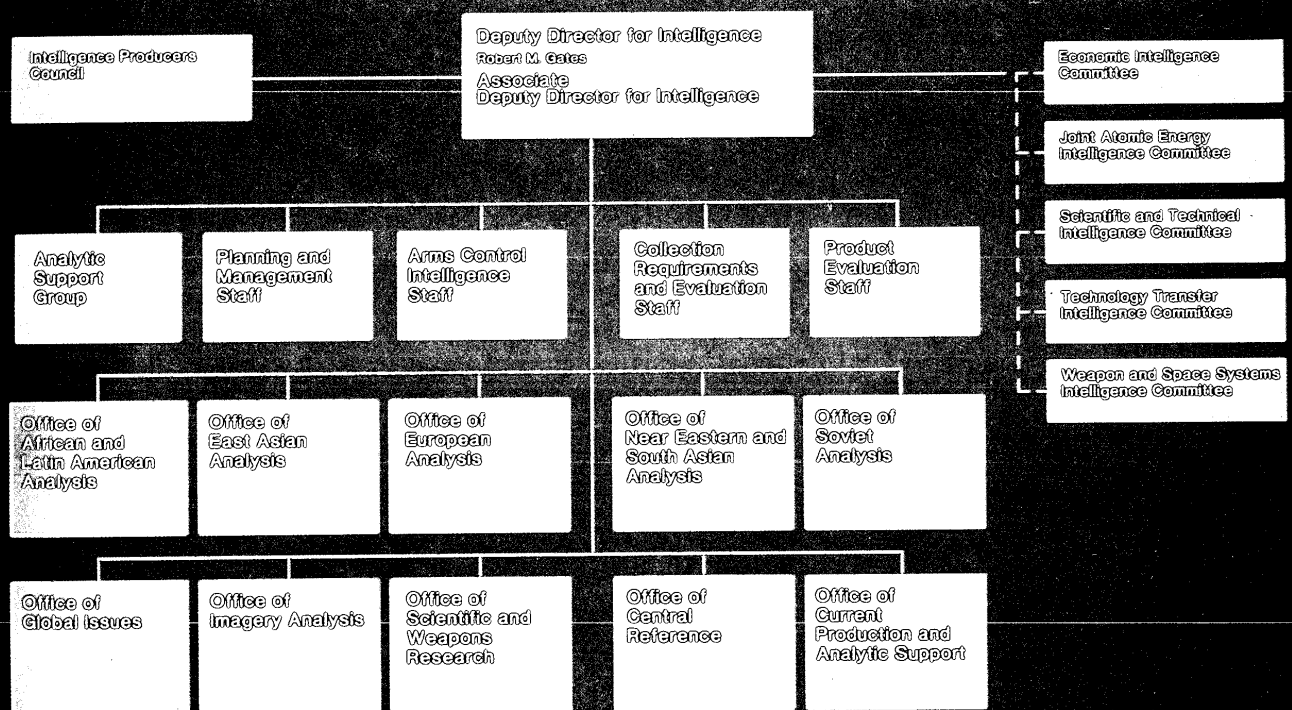 Intelligence Producers
Council
Deputy Director for Intelligence
Robert M. Gates
Associate
Deputy Director for Intelligence
Economic Intelligence
Committee
Joint Atomic Energy
Intelligence Committee
Scientific and Technical
Intelligence Committee
Technology Transfer
Intelligence Committee
Weapon and Space Systems
Intelligence Committee
Analytic
Support
Group
Planning and
Management
Staff
Arms Control
Intelligence
Staff
Collection
Requirements
and Evaluation
Staff
Product
Evaluation
Staff
Office of
African and
Latin American
Analysis
Office of
East Asian
Analysis
Office of
European
Analysis
Office of
Near Eastern and
South Asian
Analysis
Office of
Soviet
Analysis
Office of
Global Issues
Office of
Imagery Analysis
Office of
Scientific and
Weapons
Research
Office of
Central
Reference
Office of
Current
Production and
Analytic Support